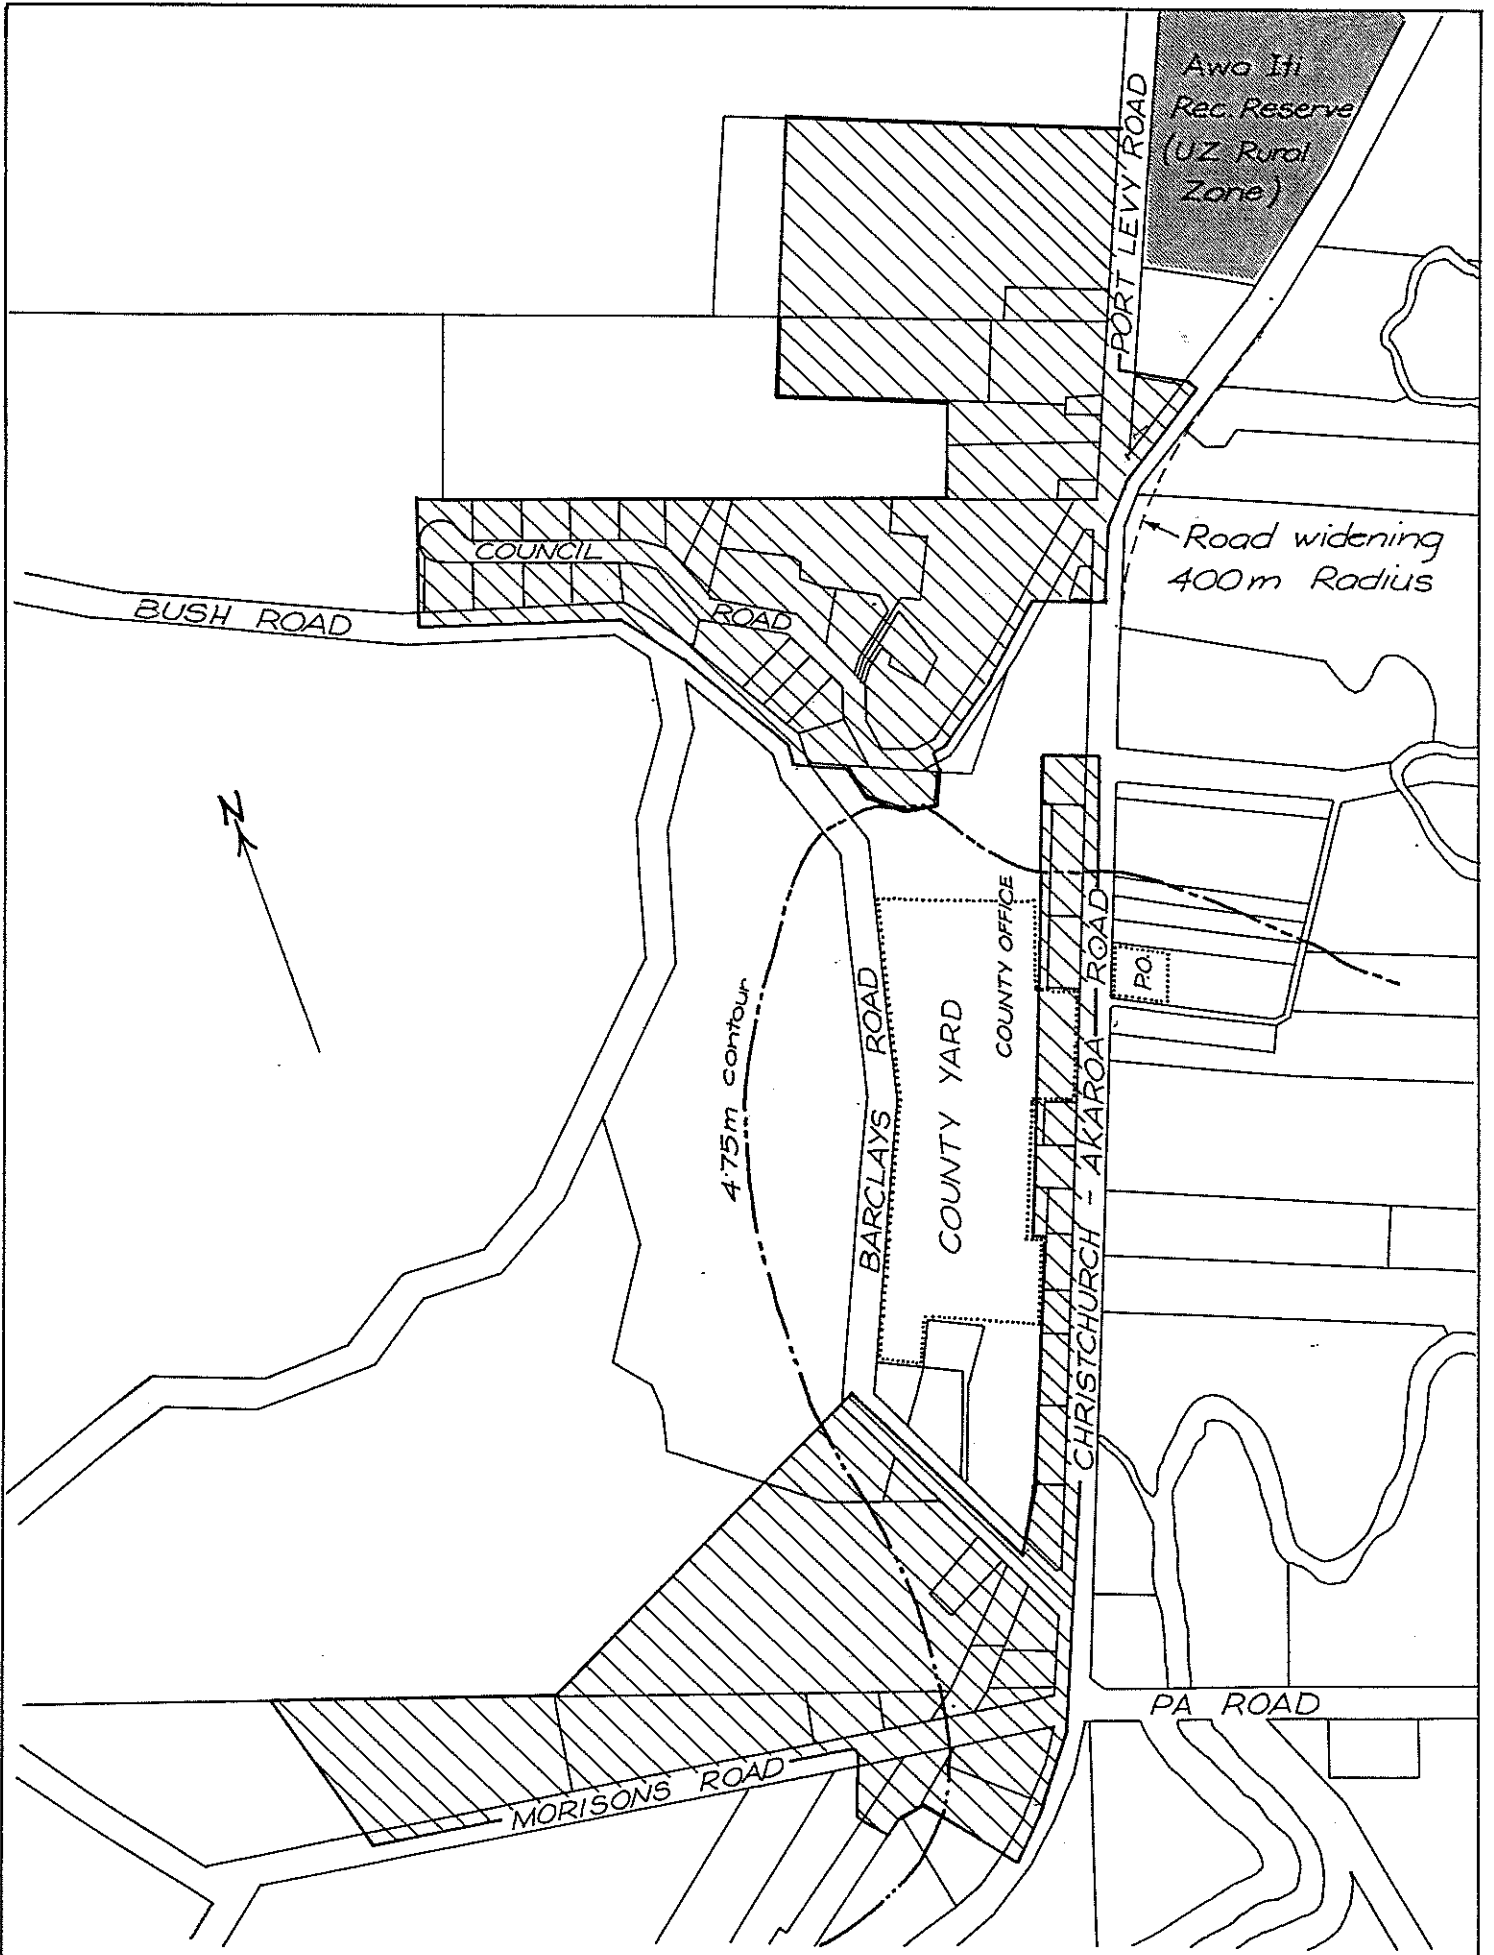 Awa Iti
Rec. Reserve
(UZ Rural
Zone)
PORT LEVY ROAD
Road widening
400m Radius
COUNCIL
ROAD
BUSH ROAD
N
4·75m contour
BARCLAYS ROAD
COUNTY YARD
COUNTY OFFICE
P.O.
CHRISTCHURCH - AKAROA ROAD
PA ROAD
MORISONS ROAD